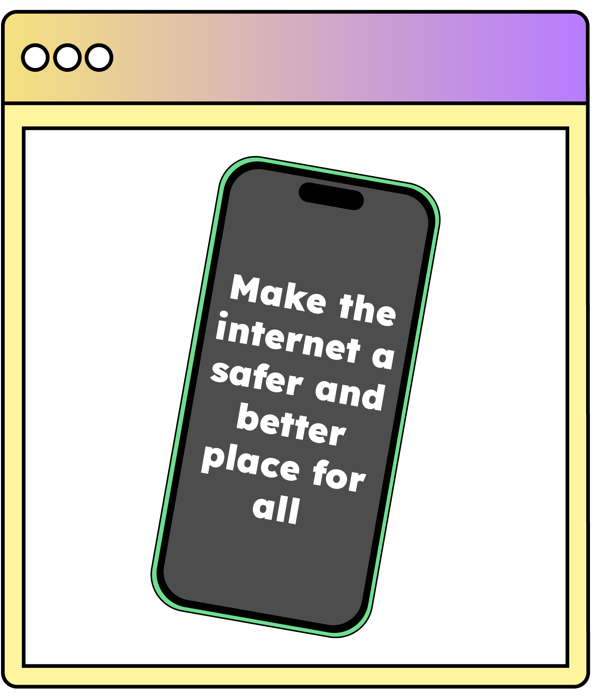 Make the
internet a
safer and
better
place for
all